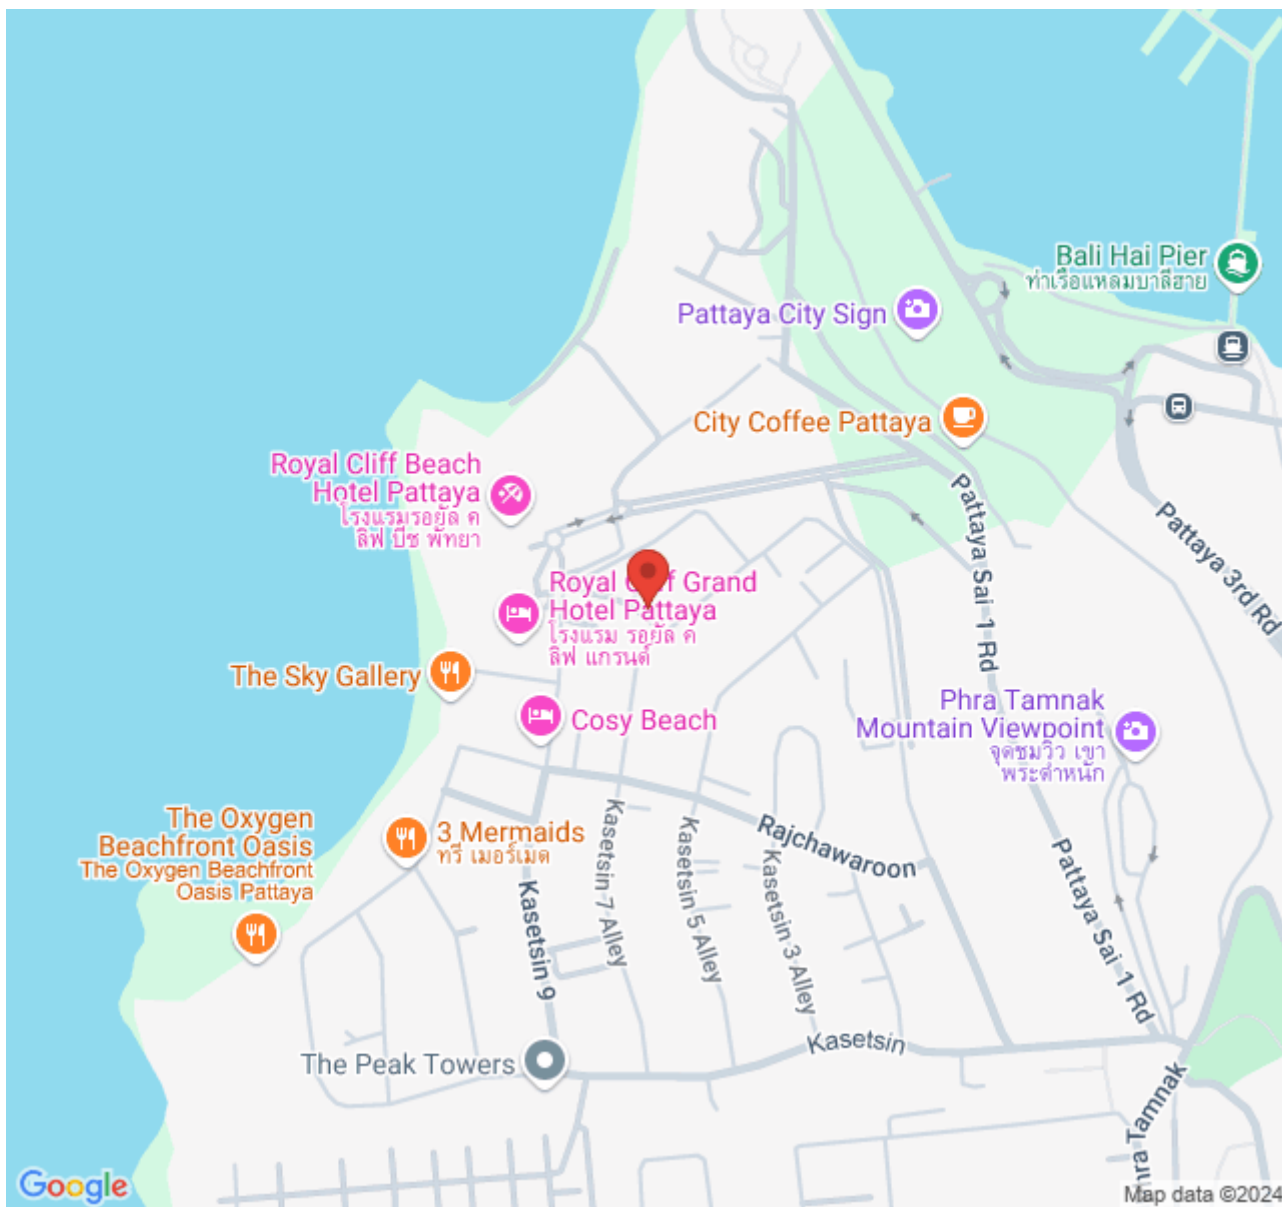 Bali Hai Pier
ท่าเรือแหลมบาลีฮาย
Pattaya City Sign
City Coffee Pattaya
Royal Cliff Beach
Hotel Pattaya
โรงแรมรอยัล ค
ลิฟ บีช พัทยา
Pattaya Sai 1 Rd
Pattaya 3rd Rd
Royal Cliff Grand
Hotel Pattaya
โรงแรม รอยัล ค
ลิฟ แกรนด์
The Sky Gallery
Cosy Beach
Phra Tamnak
Mountain Viewpoint
จุดชมวิว เขา
พระตำหนัก
The Oxygen
Beachfront Oasis
The Oxygen Beachfront
Oasis Pattaya
3 Mermaids
ทรี เมอร์เมด
Kasetsin 9
Kasetsin 7 Alley
Kasetsin 5 Alley
Kasetsin 3 Alley
Rajchawaroon
Pattaya Sai 1 Rd
Kasetsin
The Peak Towers
Tamnak
Google
Map data ©2024